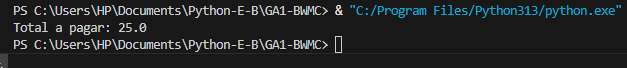 PS C:\Users\HP\Documents\Python-E-B\GA1-BWMC> & "C:/Program Files/Python313/python.exe"
Total a pagar: 25.0
PS C:\Users\HP\Documents\Python-E-B\GA1-BWMC>